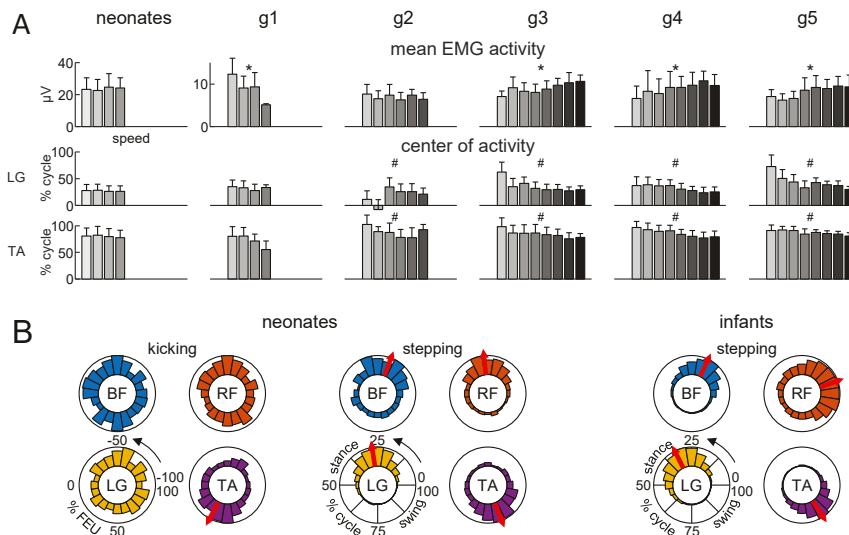 A
neonates g1 g2 g3 g4 g5
mean EMG activity
µV
40
20
0
10
0
*
*
*
*
speed
center of activity
LG
% cycle
100
50
0
#
#
#
#
TA
% cycle
100
50
0
#
#
#
#
B
neonates infants
kicking stepping stepping
BF RF BF RF BF RF
-50 25 25
LG TA LG TA LG TA
0 -100 100 50 % FEU
stance 50 0 100 % cycle swing 75
stance 50 0 100 % cycle swing 75